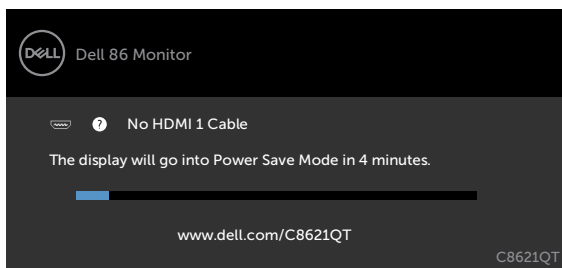 DELL Dell 86 Monitor
? No HDMI 1 Cable
The display will go into Power Save Mode in 4 minutes.
www.dell.com/C8621QT
C8621QT